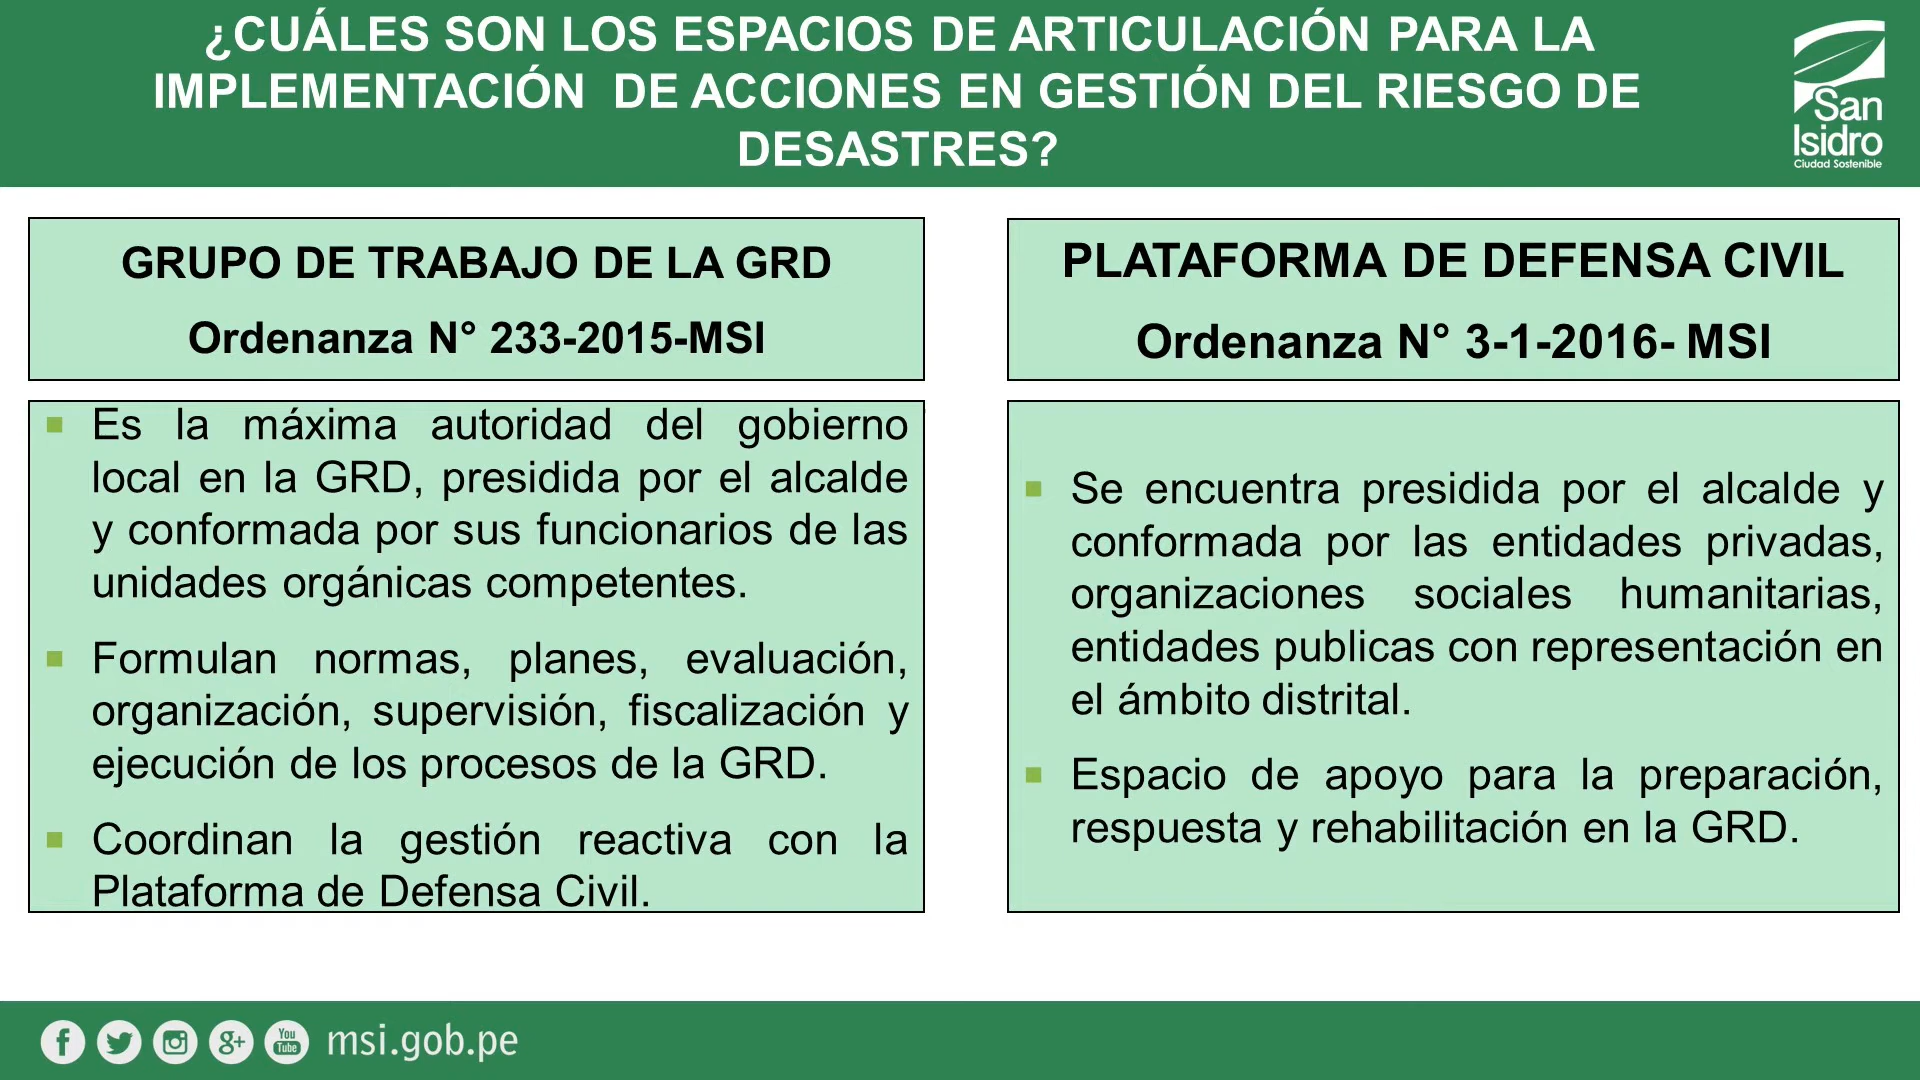 ¿CUÁLES SON LOS ESPACIOS DE ARTICULACIÓN PARA LA
IMPLEMENTACIÓN DE ACCIONES EN GESTIÓN DEL RIESGO DE
DESASTRES?
San
Isidro
Ciudad Sostenible
GRUPO DE TRABAJO DE LA GRD
Ordenanza N° 233-2015-MSI
Es la máxima autoridad del gobierno
local en la GRD, presidida por el alcalde
y conformada por sus funcionarios de las
unidades orgánicas competentes.
Formulan normas, planes, evaluación,
organización, supervisión, fiscalización y
ejecución de los procesos de la GRD.
Coordinan la gestión reactiva con la
Plataforma de Defensa Civil.
PLATAFORMA DE DEFENSA CIVIL
Ordenanza N° 3-1-2016- MSI
Se encuentra presidida por el alcalde y
conformada por las entidades privadas,
organizaciones sociales humanitarias,
entidades publicas con representación en
el ámbito distrital.
Espacio de apoyo para la preparación,
respuesta y rehabilitación en la GRD.
f
g+
You
Tube
msi.gob.pe